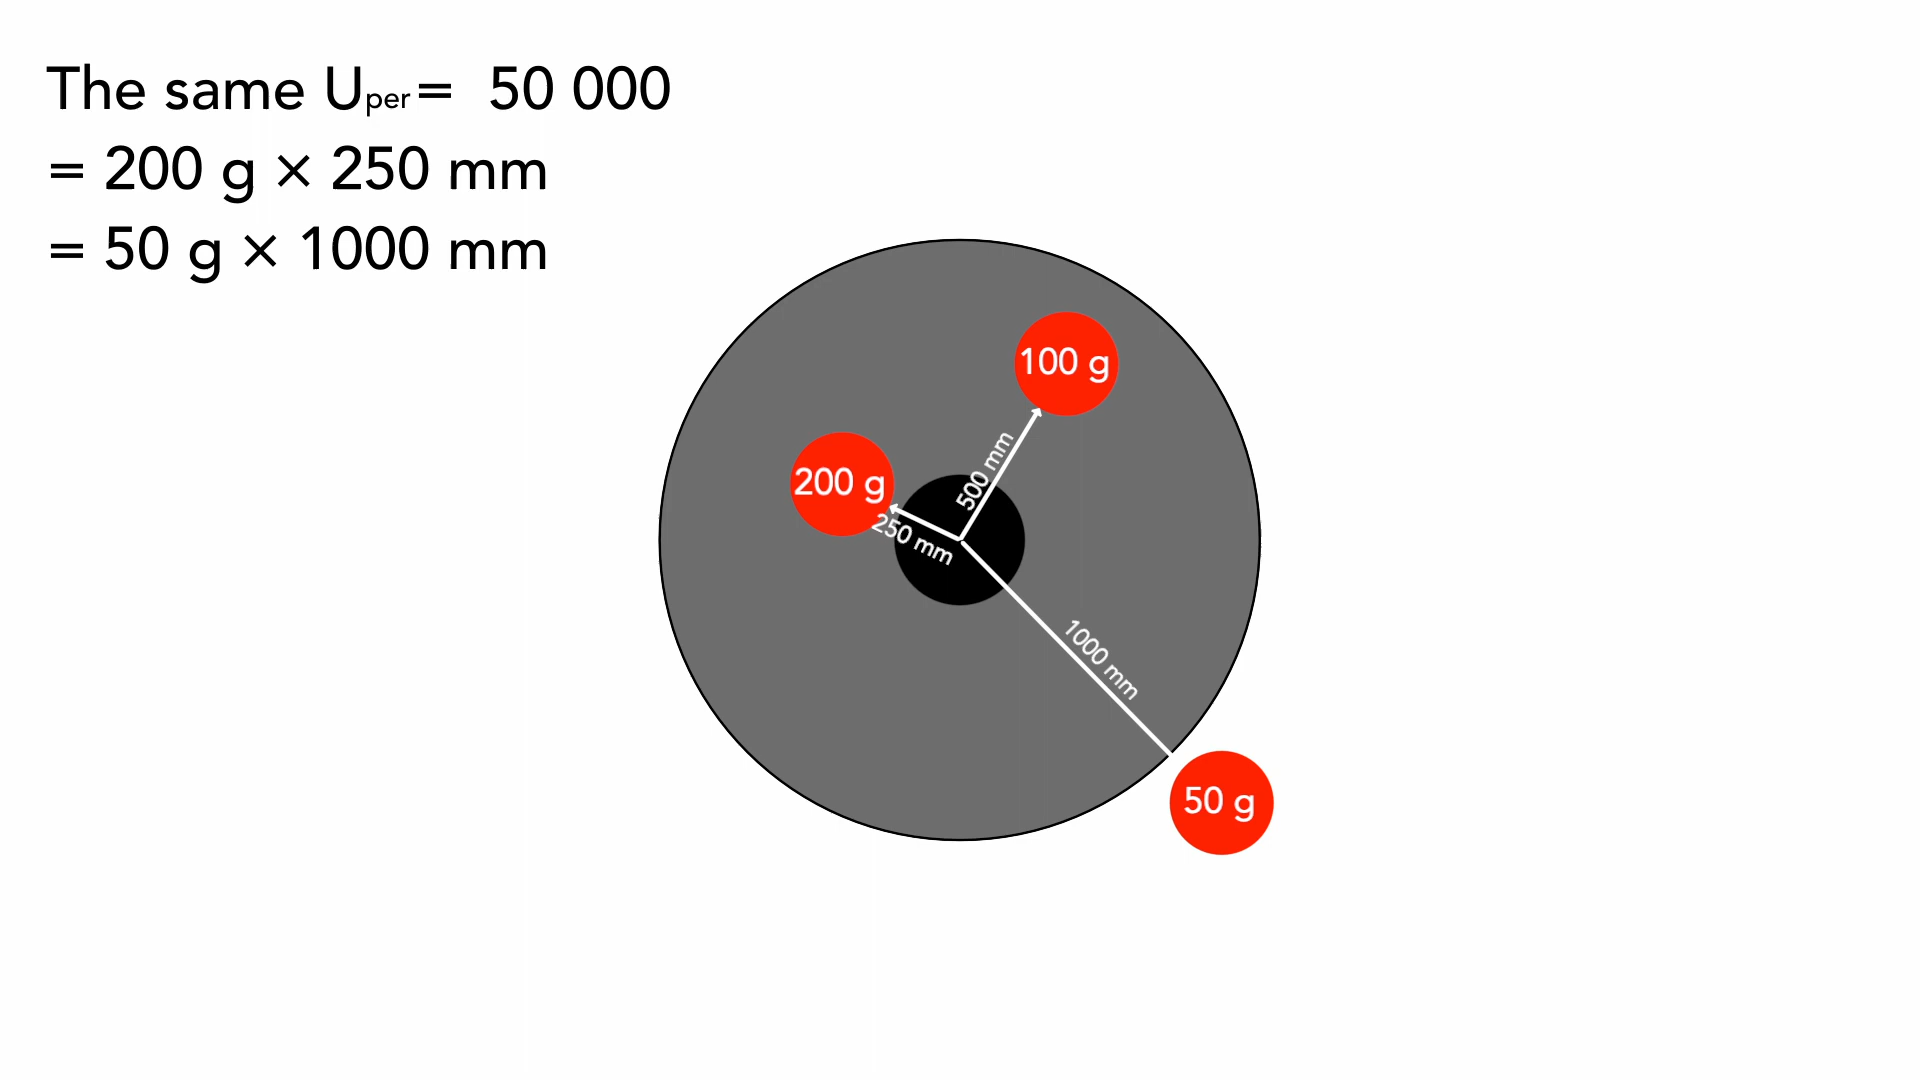 The same Uper = 50 000
= 200 g × 250 mm
= 50 g × 1000 mm
100 g
500 mm
200 g
250 mm
1000 mm
50 g